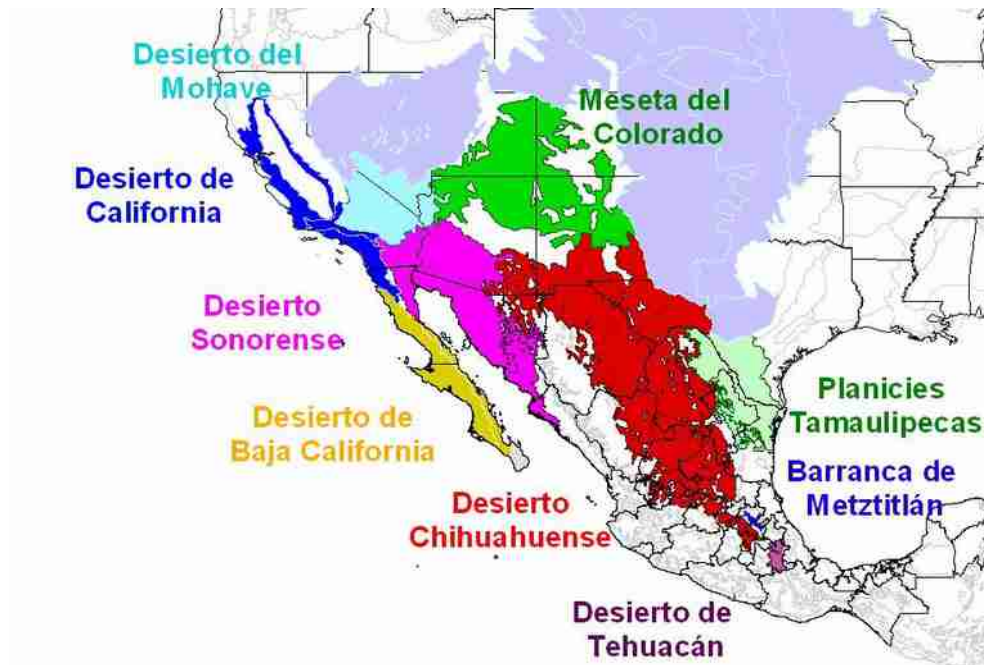 Desierto del
Mohave
Meseta del
Colorado
Desierto de
California
Desierto
Sonorense
Planicies
Tamaulipecas
Desierto de
Baja California
Barranca de
Metztitlán
Desierto
Chihuahuense
Desierto de
Tehuacán